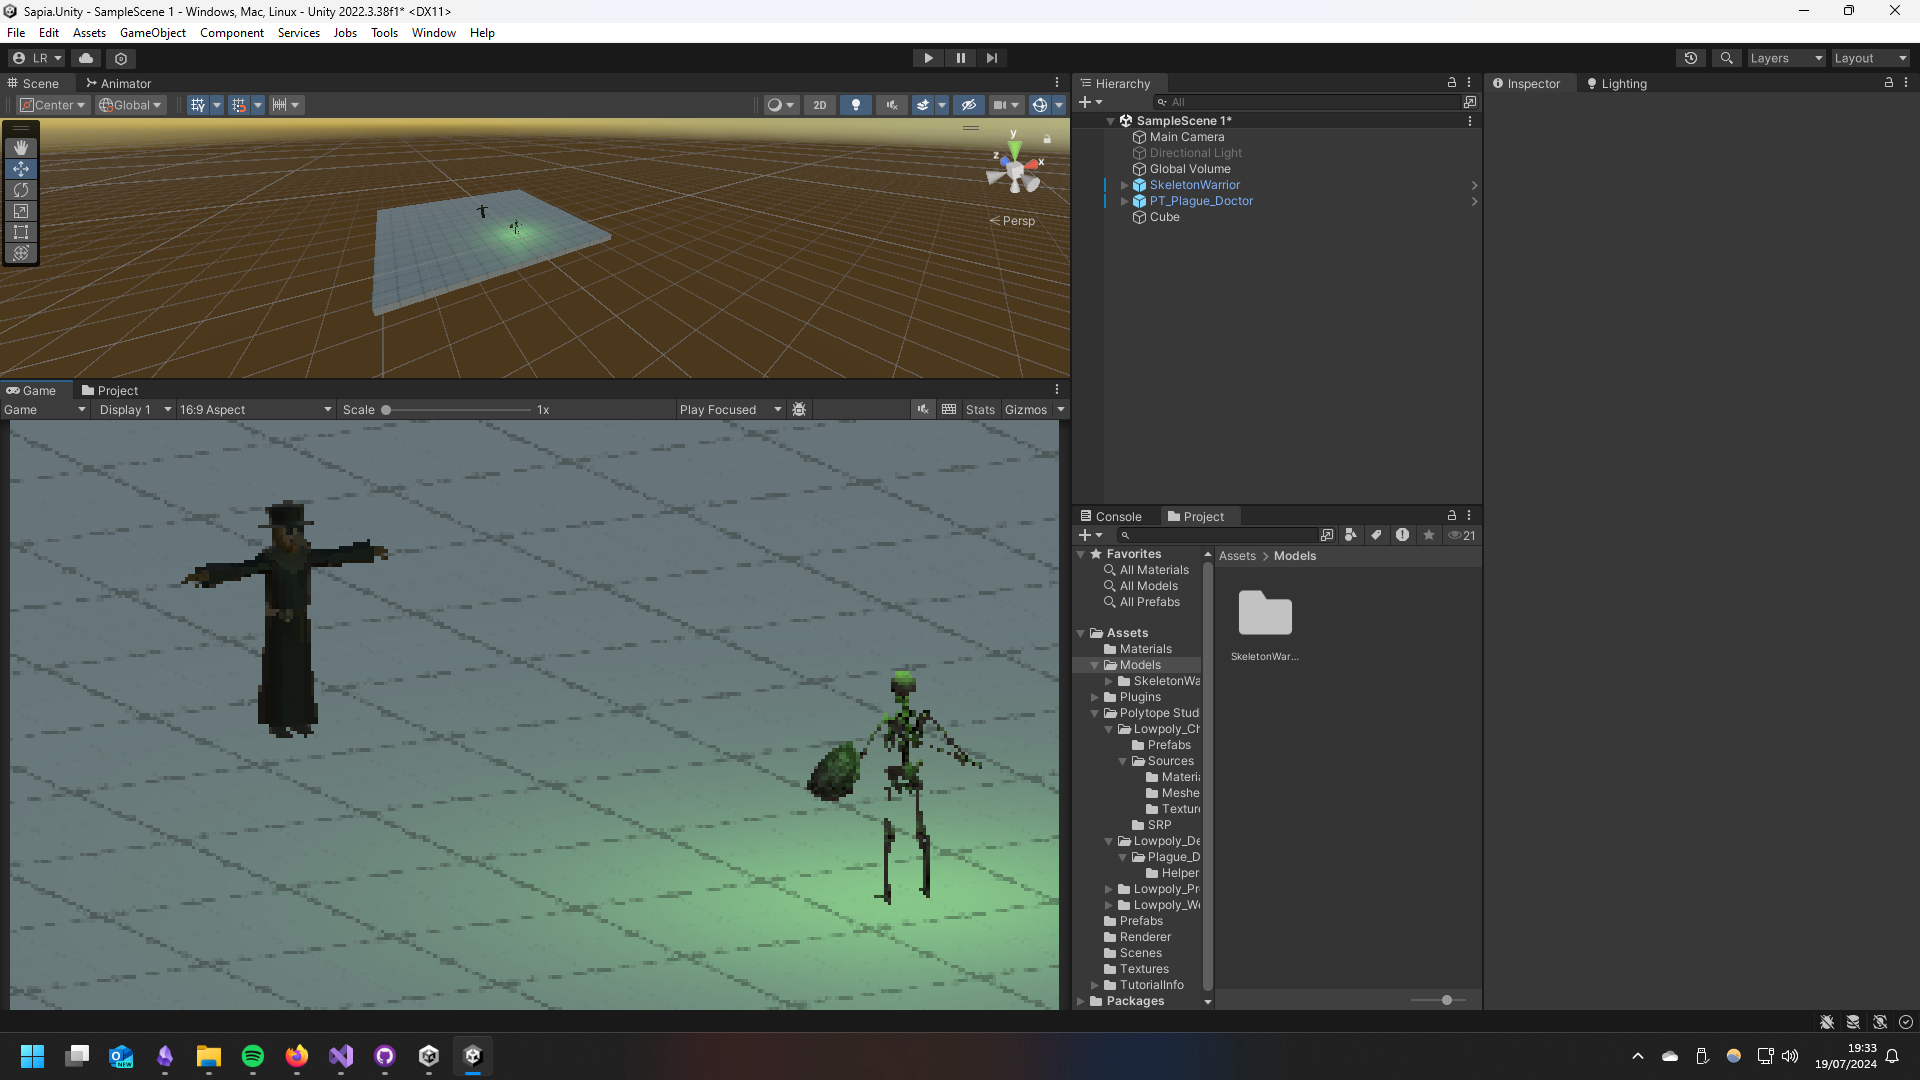 Sapia.Unity - SampleScene 1 - Windows, Mac, Linux - Unity 2022.3.38f1* <DX11>
File Edit Assets GameObject Component Services Jobs Tools Window Help
LR Layers Layout
Scene Animator
Center Global 2D
y
z x
Persp
Game Project
Game Display 1 16:9 Aspect Scale 1x Play Focused Stats Gizmos
Hierarchy
All
SampleScene 1*
Main Camera
Directional Light
Global Volume
SkeletonWarrior
PT_Plague_Doctor
Cube
Inspector Lighting
Console Project
21
Favorites
All Materials
All Models
All Prefabs
Assets
Materials
Models
SkeletonWa
Plugins
Polytope Stud
Lowpoly_Ch
Prefabs
Sources
Materia
Meshe
Texture
SRP
Lowpoly_De
Plague_D
Helper
Lowpoly_Pr
Lowpoly_We
Prefabs
Renderer
Scenes
Textures
TutorialInfo
Packages
Assets > Models
SkeletonWar...
NEW
19:33
19/07/2024